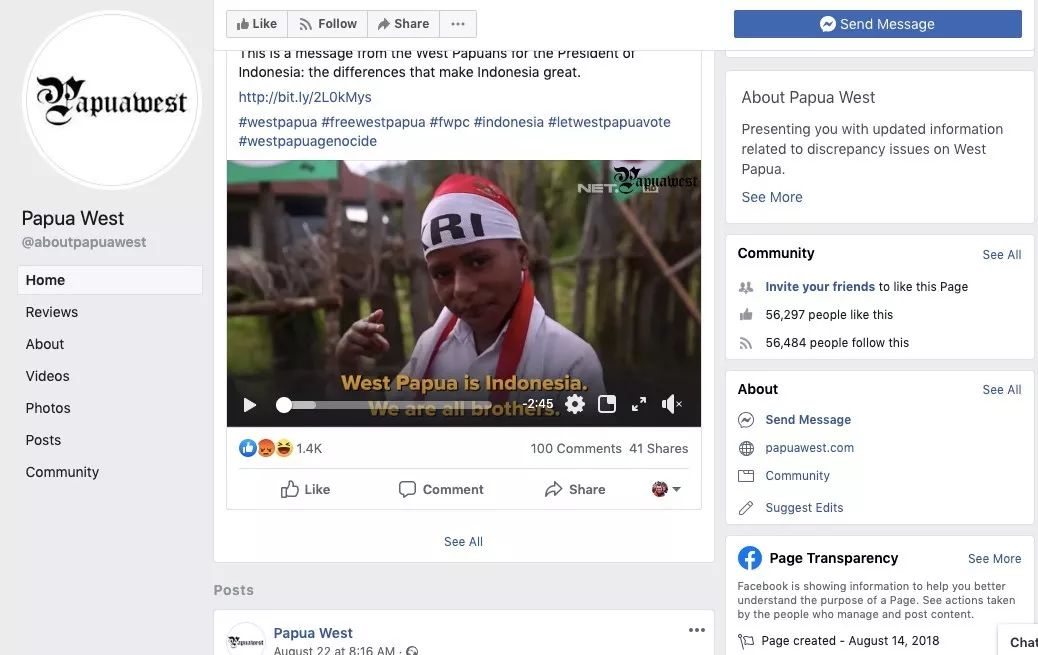 Like Follow Share ...
Send Message
Papuawest
Papua West
@aboutpapuawest
Home
Reviews
About
Videos
Photos
Posts
Community
This is a message from the West Papuans for the President of
Indonesia: the differences that make Indonesia great.
http://bit.ly/2L0kMys
#westpapua #freewestpapua #fwpc #indonesia #letwestpapuavote
#westpapuagenocide
NET. HD Papuawest
KRI
West Papua is Indonesia.
We are all brothers.
-2:45
1.4K 100 Comments 41 Shares
Like Comment Share
See All
Posts
Papuawest
Papua West
August 22 at 8:16 AM ·
About Papua West
Presenting you with updated information
related to discrepancy issues on West
Papua.
See More
Community See All
Invite your friends to like this Page
56,297 people like this
56,484 people follow this
About See All
Send Message
papuawest.com
Community
Suggest Edits
Page Transparency See More
Facebook is showing information to help you better
understand the purpose of a Page. See actions taken
by the people who manage and post content.
Page created - August 14, 2018
Chat